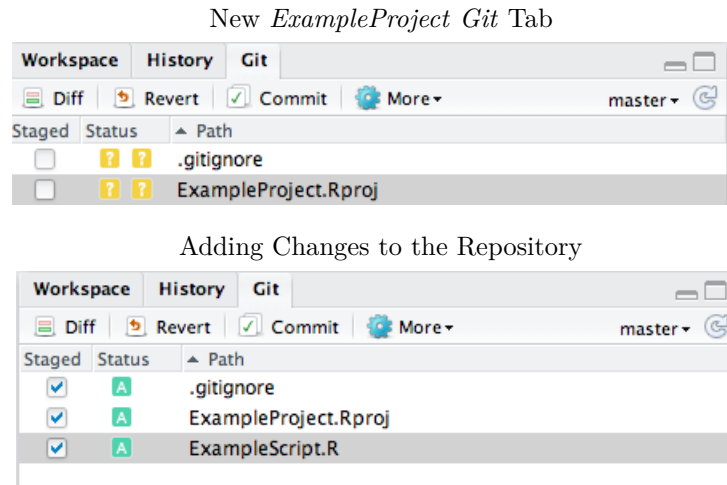 New ExampleProject Git Tab
Workspace History Git
Diff Revert Commit More master
Staged Status Path
? ? .gitignore
? ? ExampleProject.Rproj
Adding Changes to the Repository
Workspace History Git
Diff Revert Commit More master
Staged Status Path
A .gitignore
A ExampleProject.Rproj
A ExampleScript.R